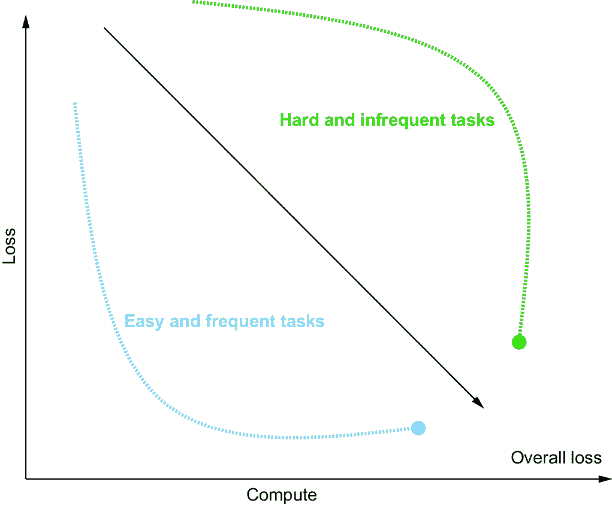 Hard and infrequent tasks
Loss
Easy and frequent tasks
Overall loss
Compute